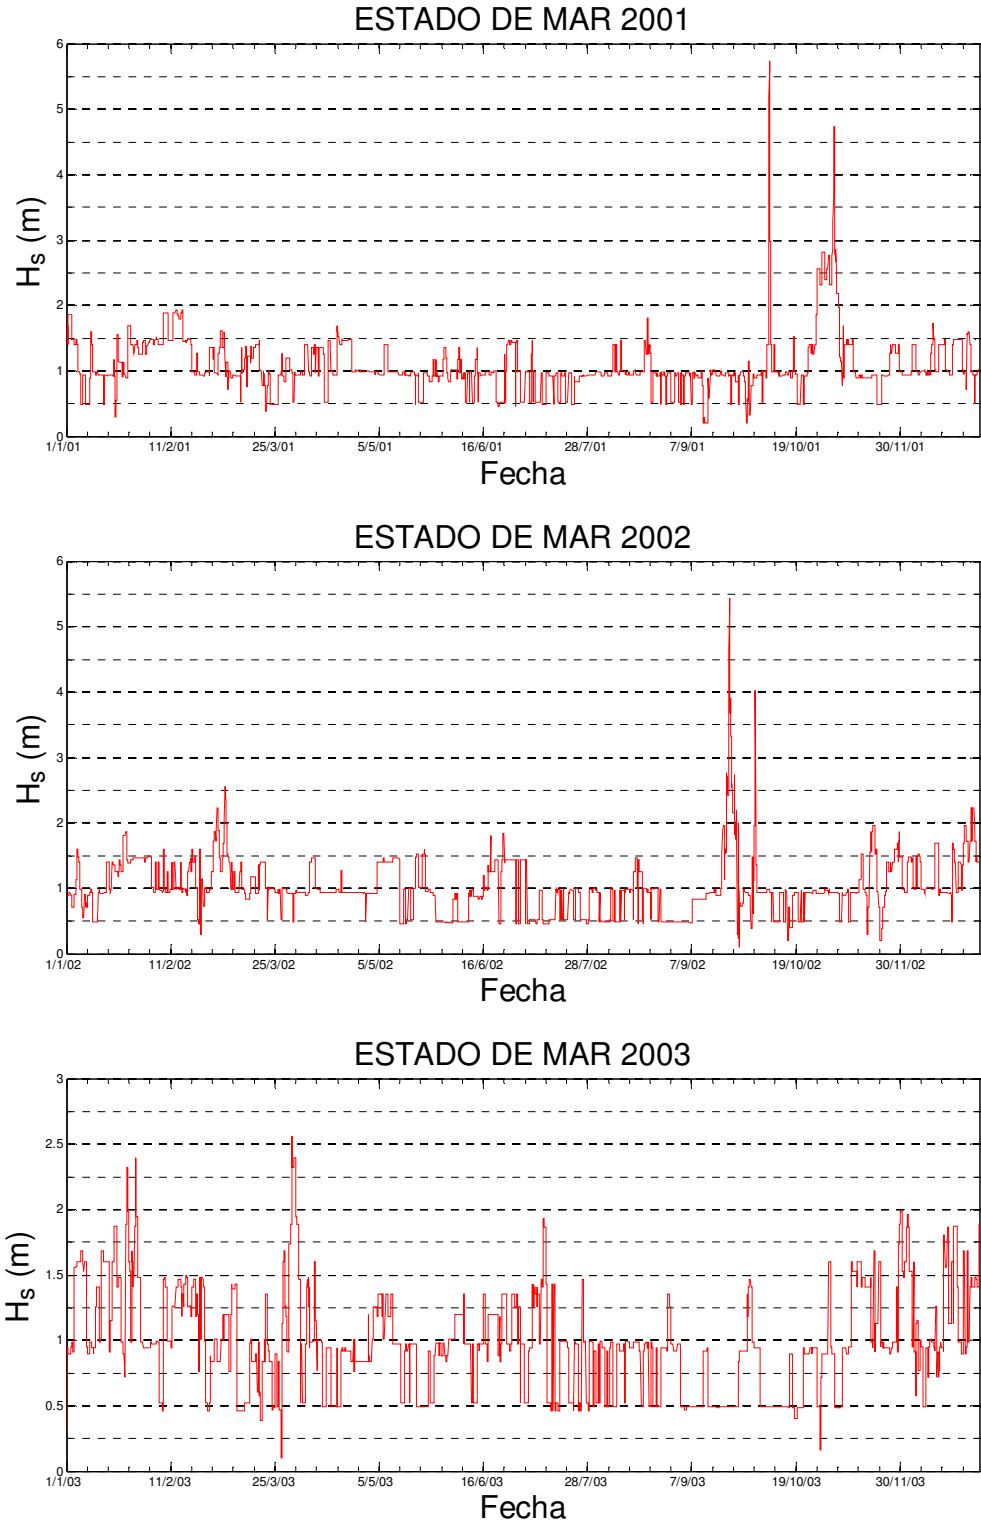 ESTADO DE MAR 2001
6
5
4
3
2
1
0
Hs (m)
1/1/01 11/2/01 25/3/01 5/5/01 16/6/01 28/7/01 7/9/01 19/10/01 30/11/01
Fecha
ESTADO DE MAR 2002
6
5
4
3
2
1
0
Hs (m)
1/1/02 11/2/02 25/3/02 5/5/02 16/6/02 28/7/02 7/9/02 19/10/02 30/11/02
Fecha
ESTADO DE MAR 2003
3
2.5
2
1.5
1
0.5
0
Hs (m)
1/1/03 11/2/03 25/3/03 5/5/03 16/6/03 28/7/03 7/9/03 19/10/03 30/11/03
Fecha